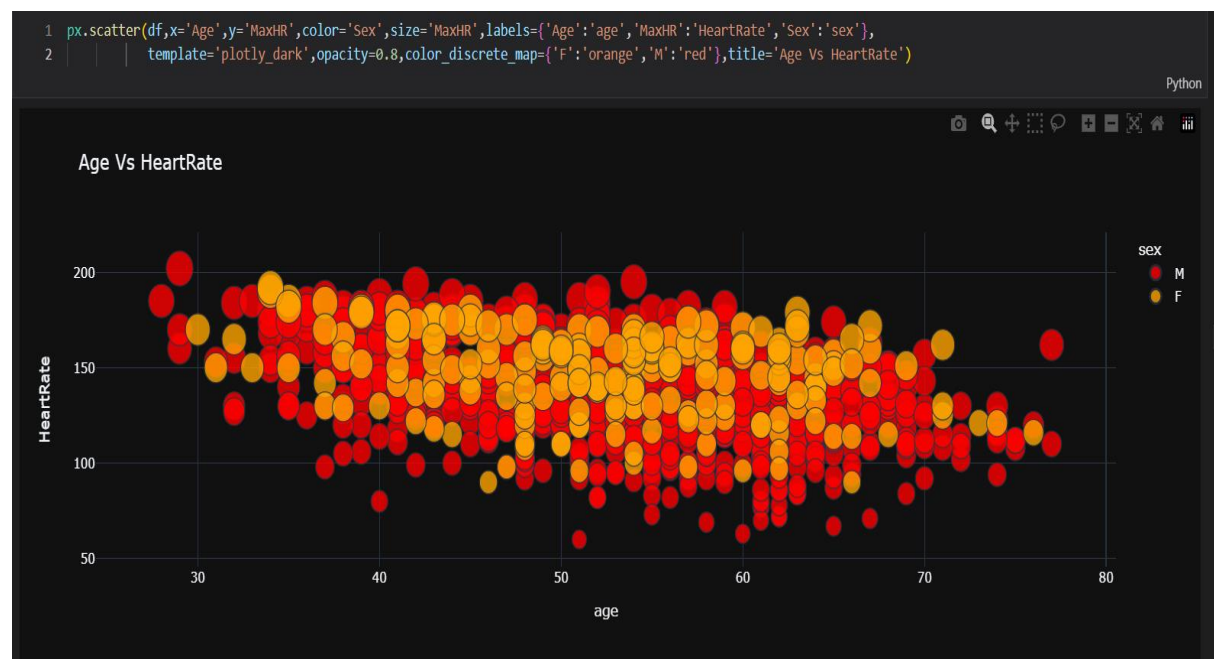 1 px.scatter(df,x='Age',y='MaxHR',color='Sex',size='MaxHR',labels={'Age':'age','MaxHR':'HeartRate','Sex':'sex'},
2 template='plotly_dark',opacity=0.8,color_discrete_map={'F':'orange','M':'red'},title='Age Vs HeartRate')
Python
Age Vs HeartRate
sex
M
F
200
150
100
50
HeartRate
30 40 50 60 70 80
age